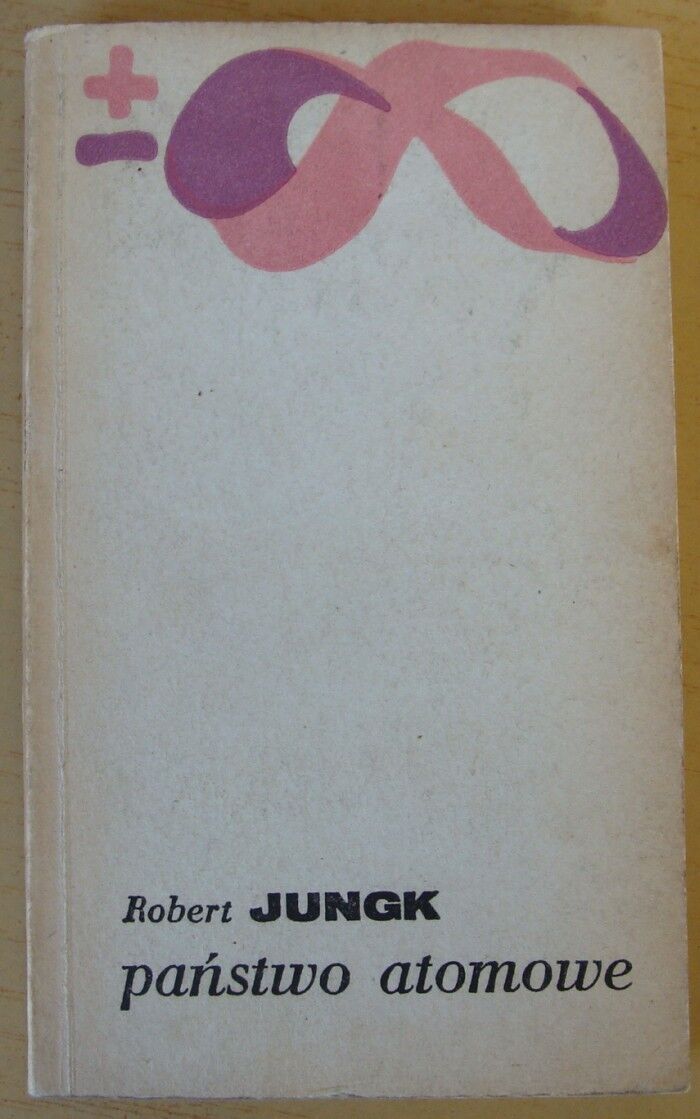 ± ∞
Robert JUNGK
państwo atomowe